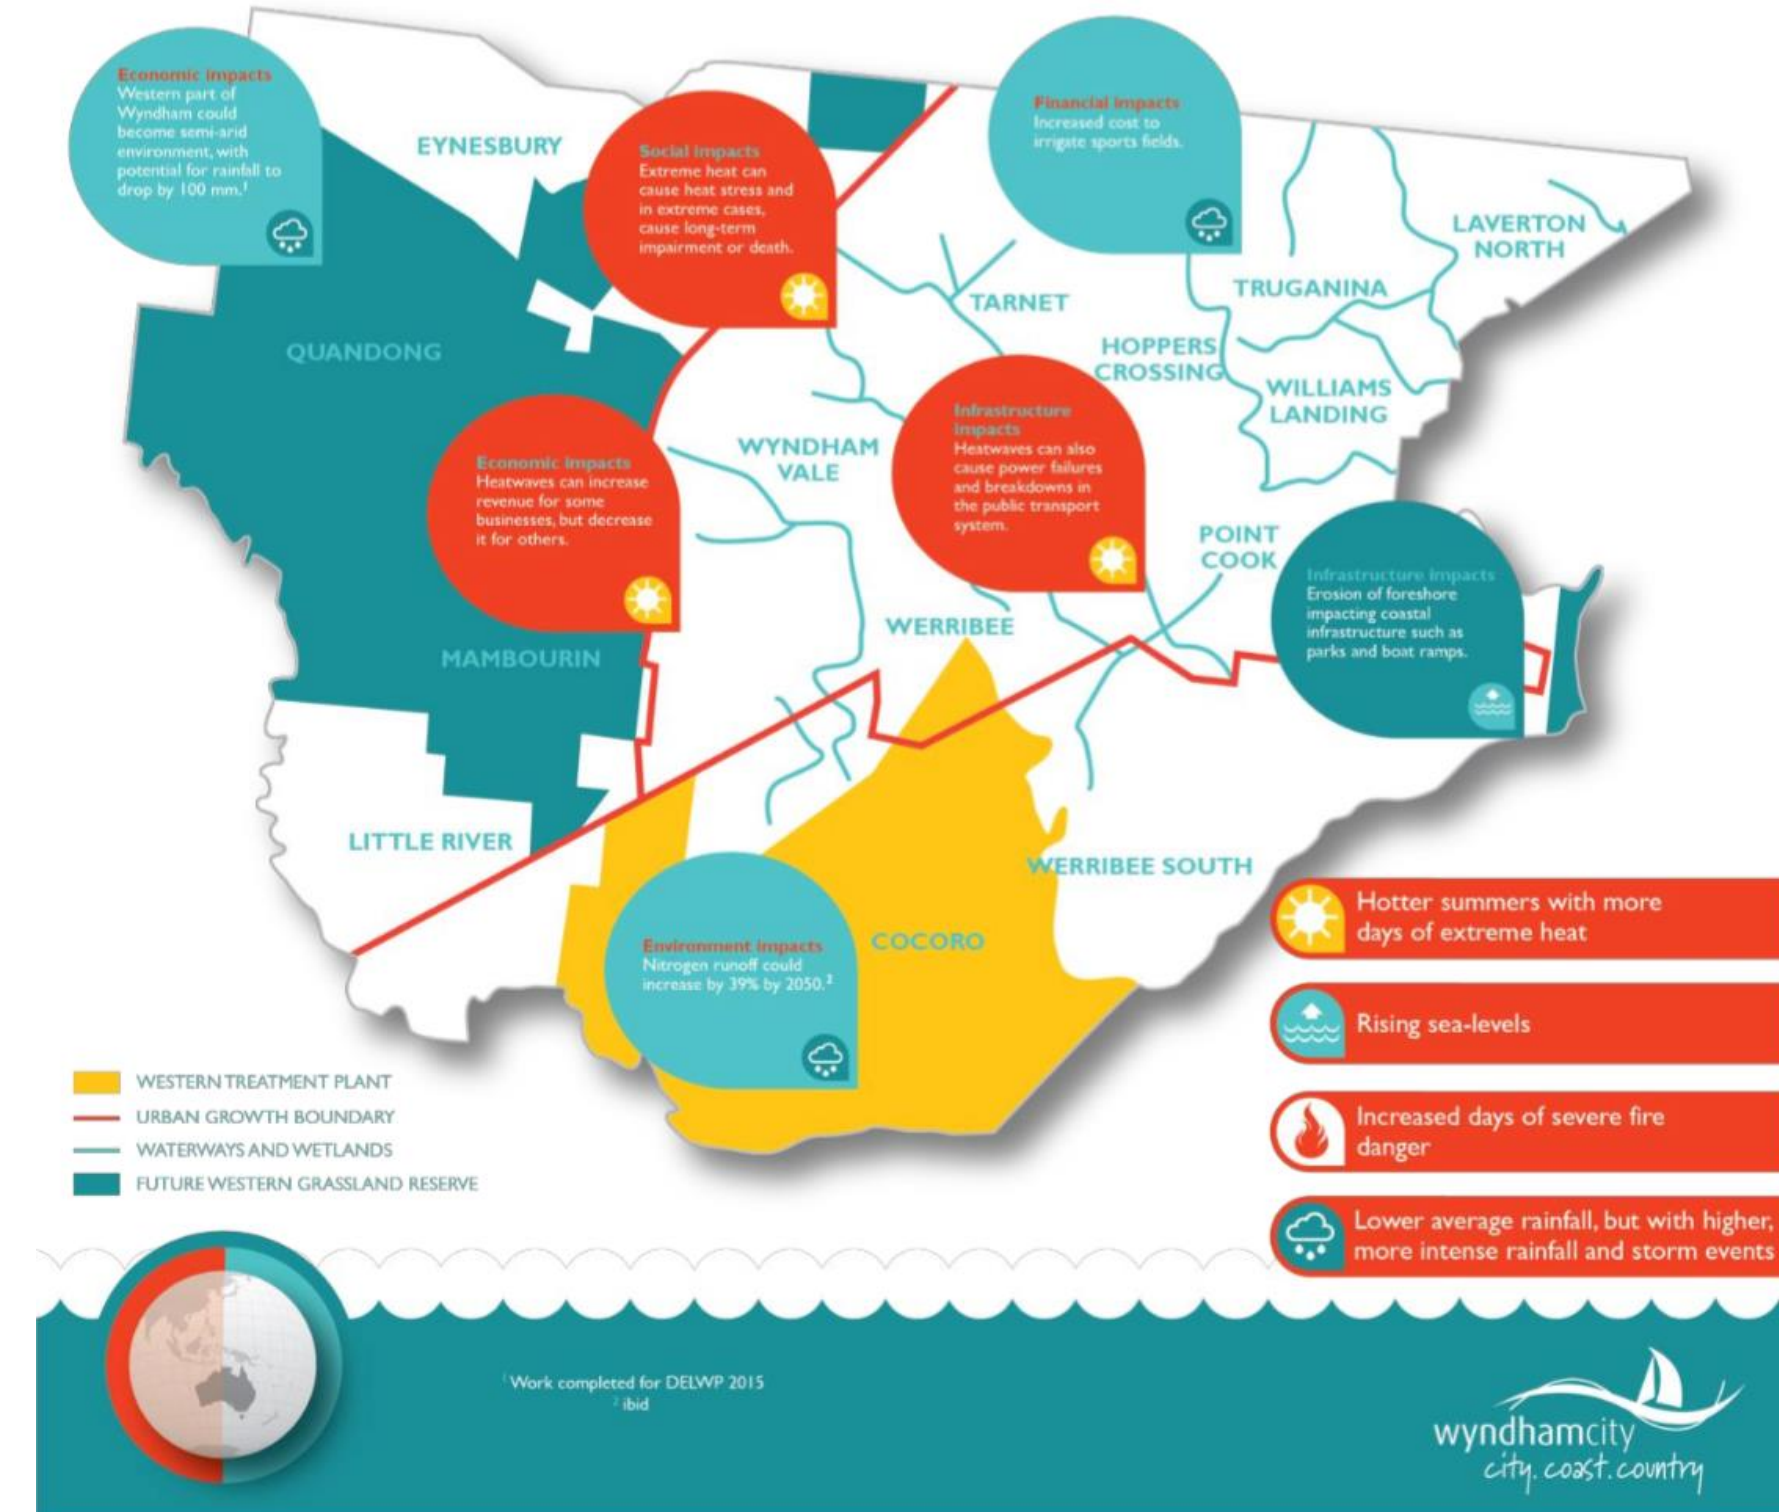 Economic impacts
Western part of
Wyndham could
become semi-arid
environment, with
potential for rainfall to
drop by 100 mm.¹
EYNESBURY
Social impacts
Extreme heat can
cause heat stress and
in extreme cases,
cause long-term
impairment or death.
Financial impacts
Increased cost to
irrigate sports fields.
LAVERTON
NORTH
TRUGANINA
TARNET
QUANDONG
HOPPERS
CROSSING
WILLIAMS
LANDING
Economic impacts
Heatwaves can increase
revenue for some
businesses, but decrease
it for others.
WYNDHAM
VALE
Infrastructure
impacts
Heatwaves can also
cause power failures
and breakdowns in
the public transport
system.
POINT
COOK
Infrastructure impacts
Erosion of foreshore
impacting coastal
infrastructure such as
parks and boat ramps.
WERRIBEE
MAMBOURIN
LITTLE RIVER
WERRIBEE SOUTH
Environment impacts
Nitrogen runoff could
increase by 39% by 2050.²
COCORO
Hotter summers with more
days of extreme heat
Rising sea-levels
Increased days of severe fire
danger
Lower average rainfall, but with higher,
more intense rainfall and storm events
WESTERN TREATMENT PLANT
URBAN GROWTH BOUNDARY
WATERWAYS AND WETLANDS
FUTURE WESTERN GRASSLAND RESERVE
¹ Work completed for DELWP 2015
² ibid
wyndhamcity
city. coast. country